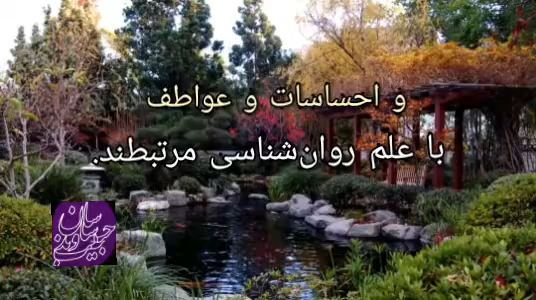 و احساسات و عواطف
با علم روان‌شناسی مرتبطند.